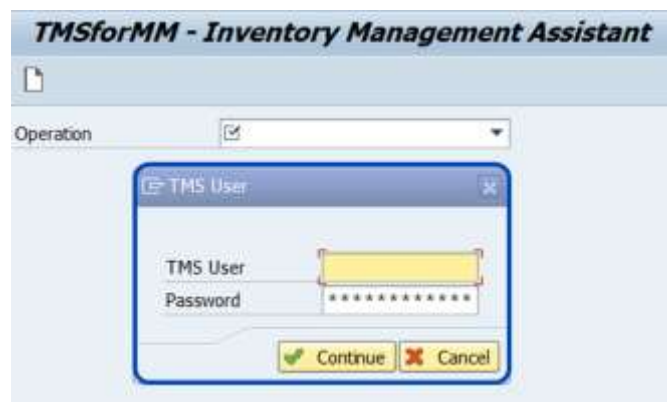 TMSforMM - Inventory Management Assistant
Operation
TMS User
TMS User
Password ************
Continue Cancel